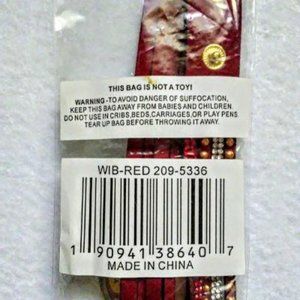 THIS BAG IS NOT A TOY!
WARNING -TO AVOID DANGER OF SUFFOCATION,
KEEP THIS BAG AWAY FROM BABIES AND CHILDREN.
DO NOT USE IN CRIBS,BEDS,CARRIAGES,OR PLAY PENS
TEAR UP BAG BEFORE THROWING IT AWAY.
WIB-RED 209-5336
1 90941 38640 7
MADE IN CHINA